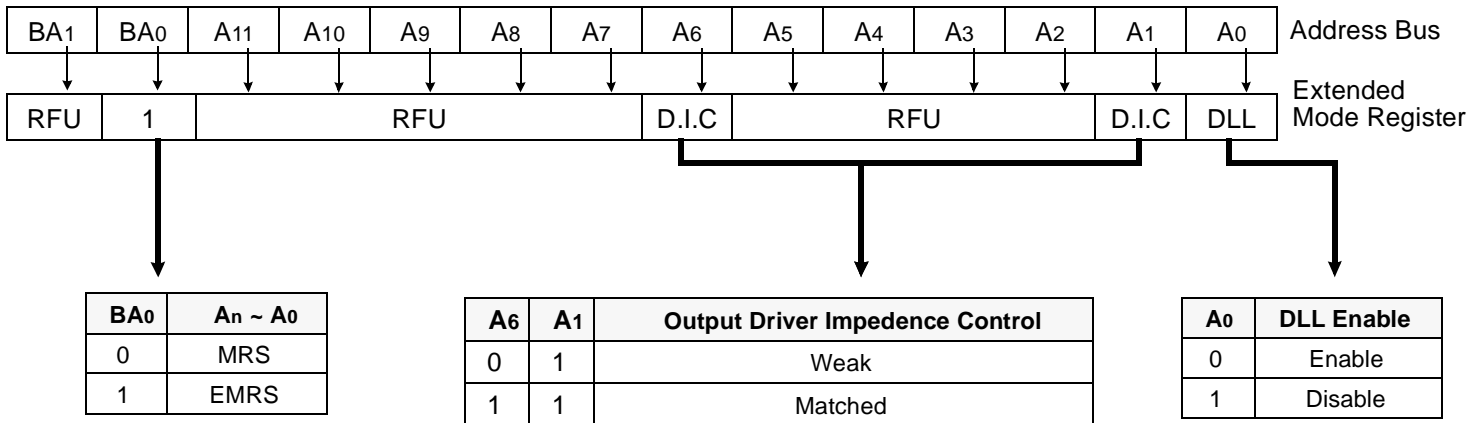 BA1 BA0 A11 A10 A9 A8 A7 A6 A5 A4 A3 A2 A1 A0 Address Bus
RFU 1 RFU D.I.C RFU D.I.C DLL Extended
Mode Register
BA0 An ~ A0
0 MRS
1 EMRS
A6 A1 Output Driver Impedence Control
0 1 Weak
1 1 Matched
A0 DLL Enable
0 Enable
1 Disable